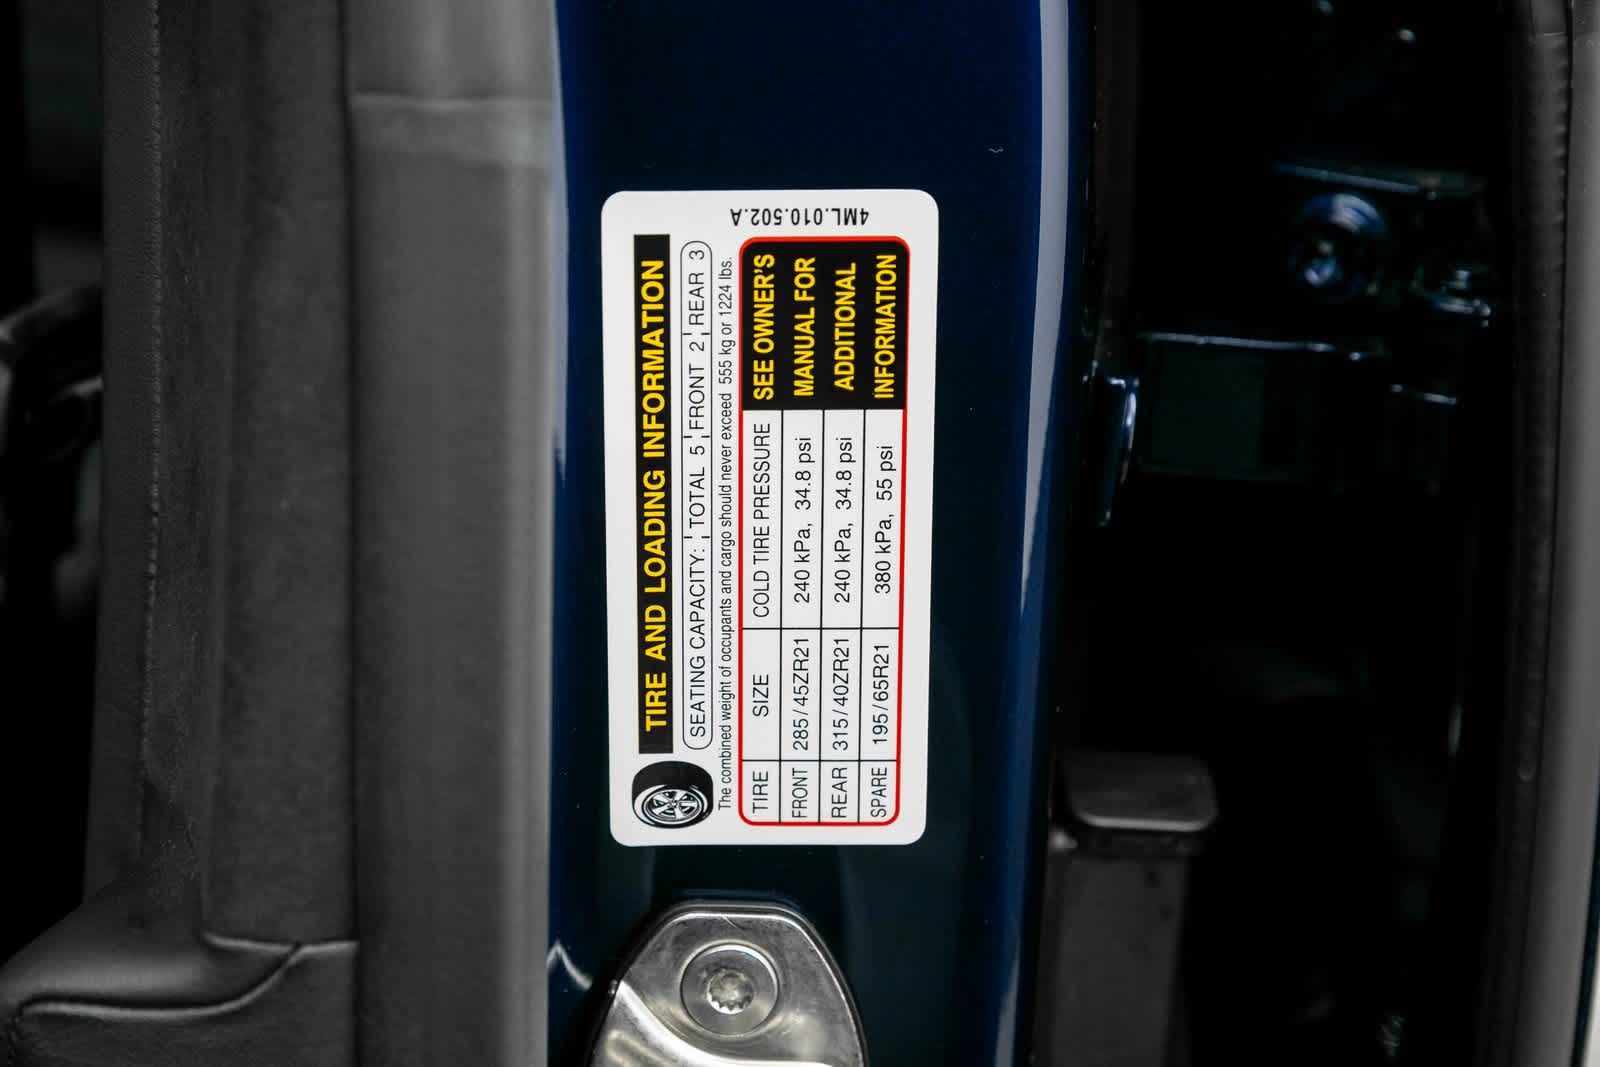 TIRE AND LOADING INFORMATION
SEATING CAPACITY: ¦ TOTAL 5 ¦ FRONT 2 ¦ REAR 3
The combined weight of occupants and cargo should never exceed 555 kg or 1224 lbs.
TIRE SIZE COLD TIRE PRESSURE
FRONT 285/45ZR21 240 kPa, 34.8 psi
REAR 315/40ZR21 240 kPa, 34.8 psi
SPARE 195/65R21 380 kPa, 55 psi
SEE OWNER'S
MANUAL FOR
ADDITIONAL
INFORMATION
4ML.010.502.A